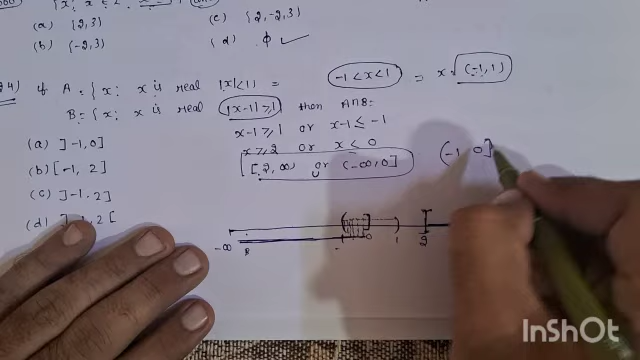 (a) {2,3}
(b) {-2,3}
(c) {2,-2,3}
(d) ϕ ✓
4) if A = {x: x is real |x|<1} = -1<x<1 = x (-1,1)
B = {x: x is real |x-1|≥1 then A∩B=
x-1≥1 or x-1≤-1
x≥2 or x≤0
[2,∞) or (-∞,0]
(-1 0]
(a) ]-1,0]
(b) [-1, 2]
(c) ]-1,2]
(d) ] 1,2[
-∞ 0 1 2
InShOt